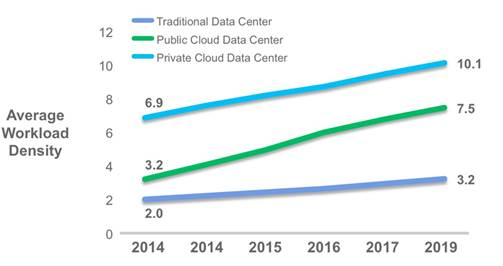 Traditional Data Center
Public Cloud Data Center
Private Cloud Data Center
12
10
8
6
4
2
0
Average
Workload
Density
6.9
3.2
2.0
10.1
7.5
3.2
2014 2014 2015 2016 2017 2019